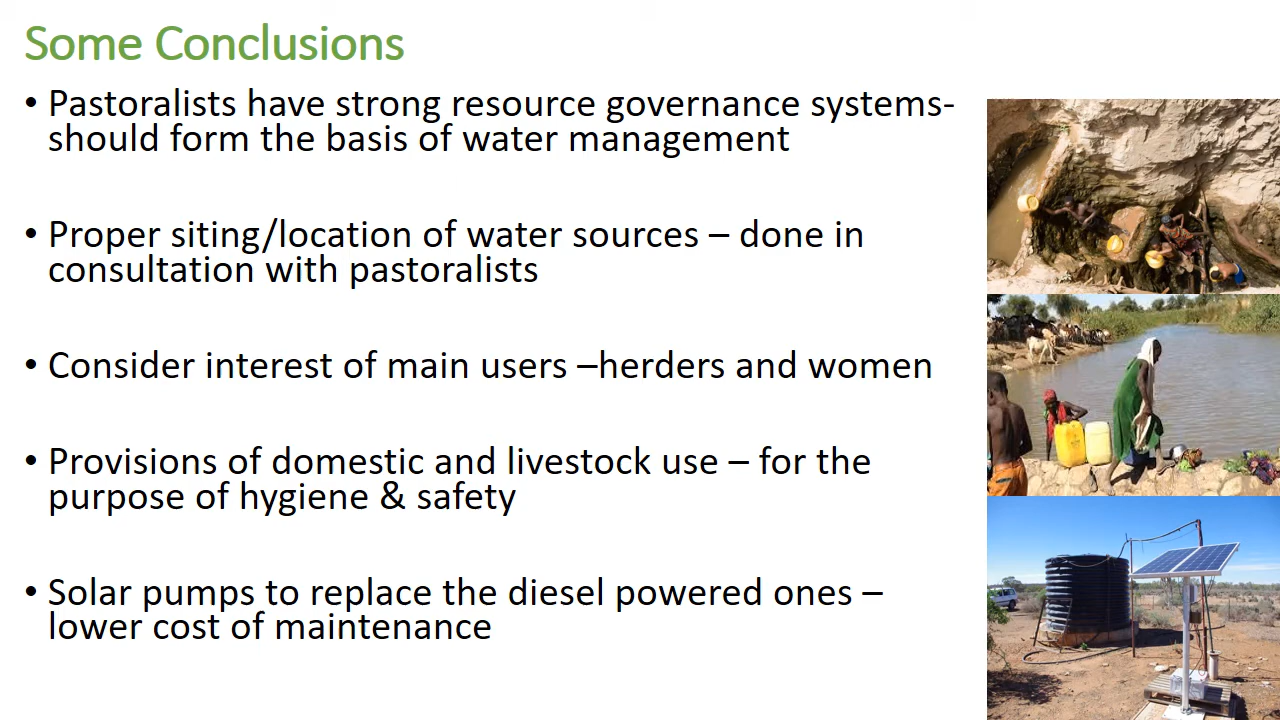 Some Conclusions
• Pastoralists have strong resource governance systems-
should form the basis of water management
• Proper siting/location of water sources – done in
consultation with pastoralists
• Consider interest of main users –herders and women
• Provisions of domestic and livestock use – for the
purpose of hygiene & safety
• Solar pumps to replace the diesel powered ones –
lower cost of maintenance